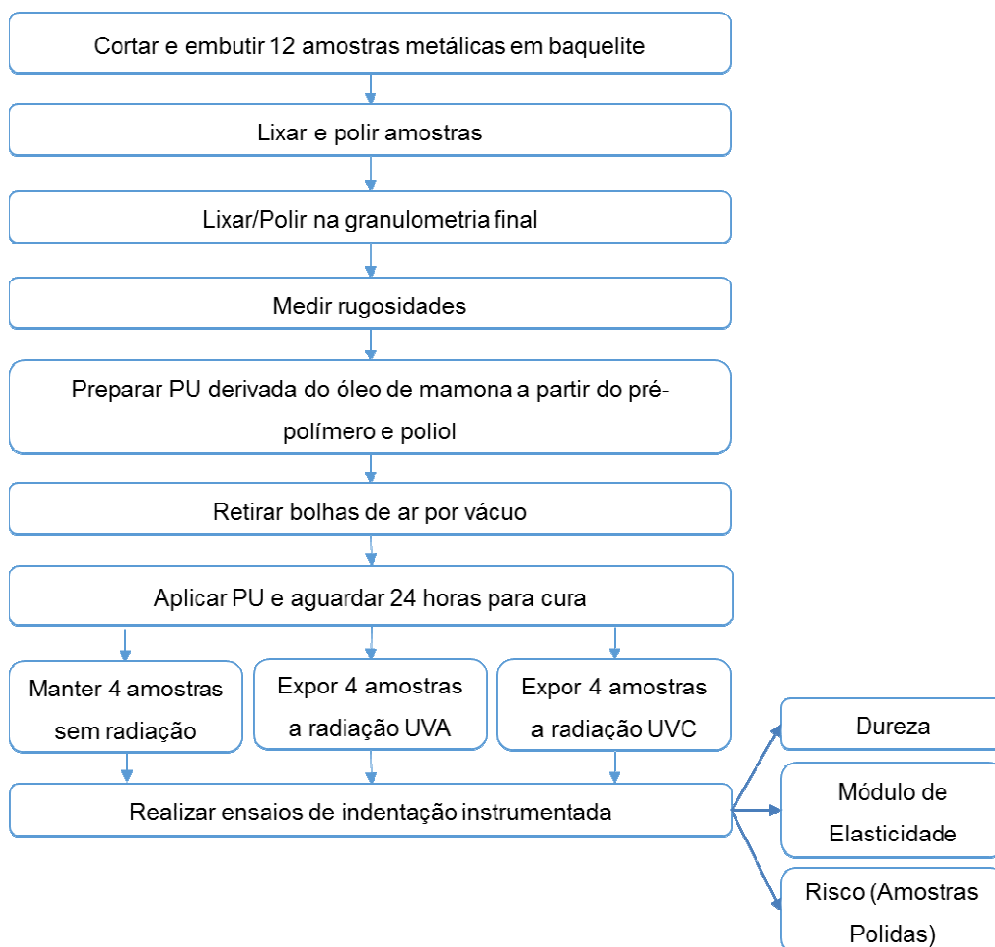 Cortar e embutir 12 amostras metálicas em baquelite
Lixar e polir amostras
Lixar/Polir na granulometria final
Medir rugosidades
Preparar PU derivada do óleo de mamona a partir do pré-
polímero e poliol
Retirar bolhas de ar por vácuo
Aplicar PU e aguardar 24 horas para cura
Manter 4 amostras
sem radiação
Expor 4 amostras
a radiação UVA
Expor 4 amostras
a radiação UVC
Realizar ensaios de indentação instrumentada
Dureza
Módulo de
Elasticidade
Risco (Amostras
Polidas)